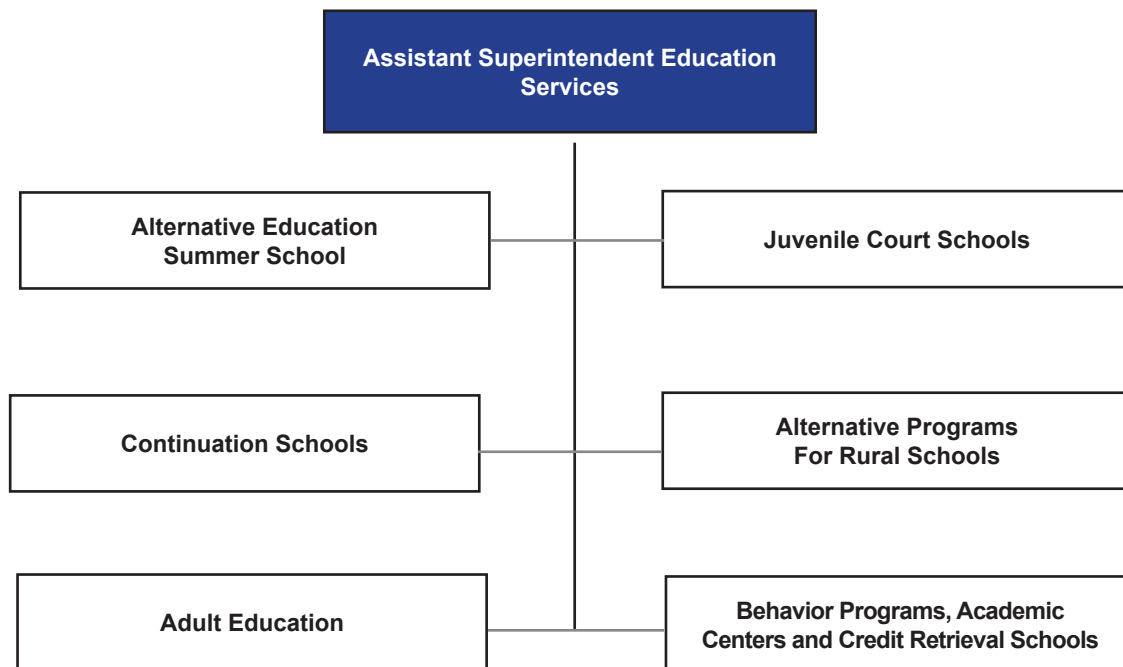 Assistant Superintendent Education
Services
Alternative Education
Summer School
Juvenile Court Schools
Continuation Schools
Alternative Programs
For Rural Schools
Adult Education
Behavior Programs, Academic
Centers and Credit Retrieval Schools